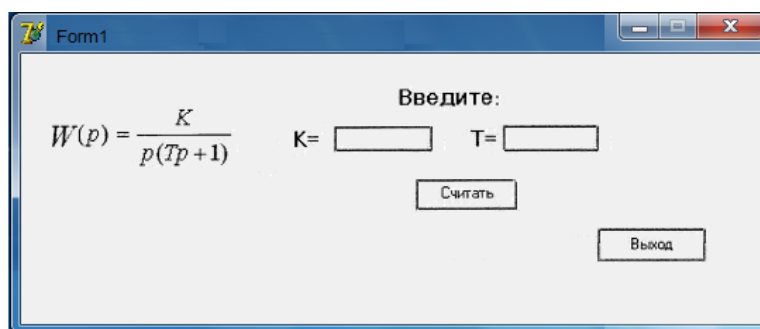 Form1
Введите:
W(p) = K / p(Tp + 1)
K= T=
Считать
Выход